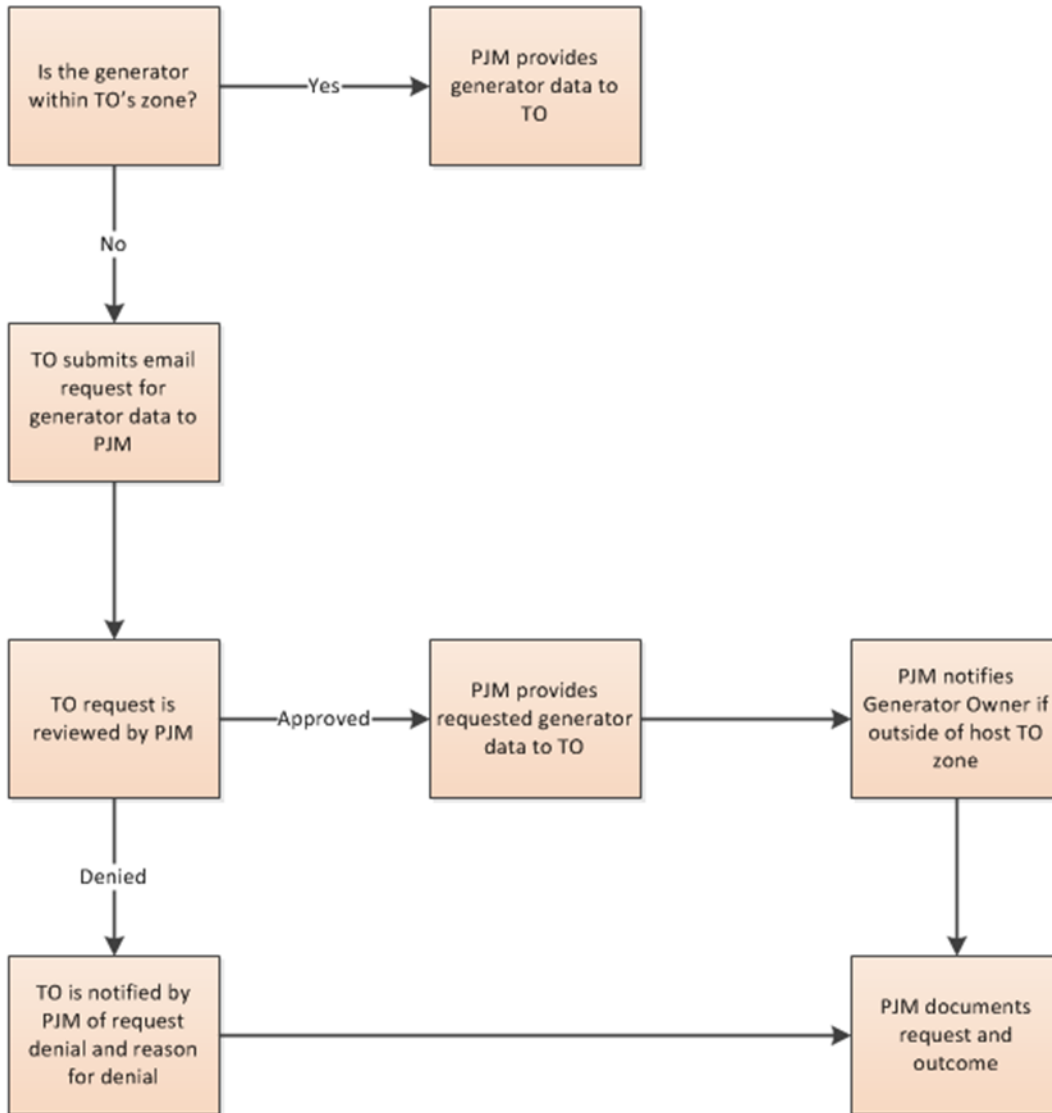 Is the generator
within TO's zone?
Yes
PJM provides
generator data to
TO
No
TO submits email
request for
generator data to
PJM
TO request is
reviewed by PJM
Approved
PJM provides
requested generator
data to TO
PJM notifies
Generator Owner if
outside of host TO
zone
Denied
TO is notified by
PJM of request
denial and reason
for denial
PJM documents
request and
outcome